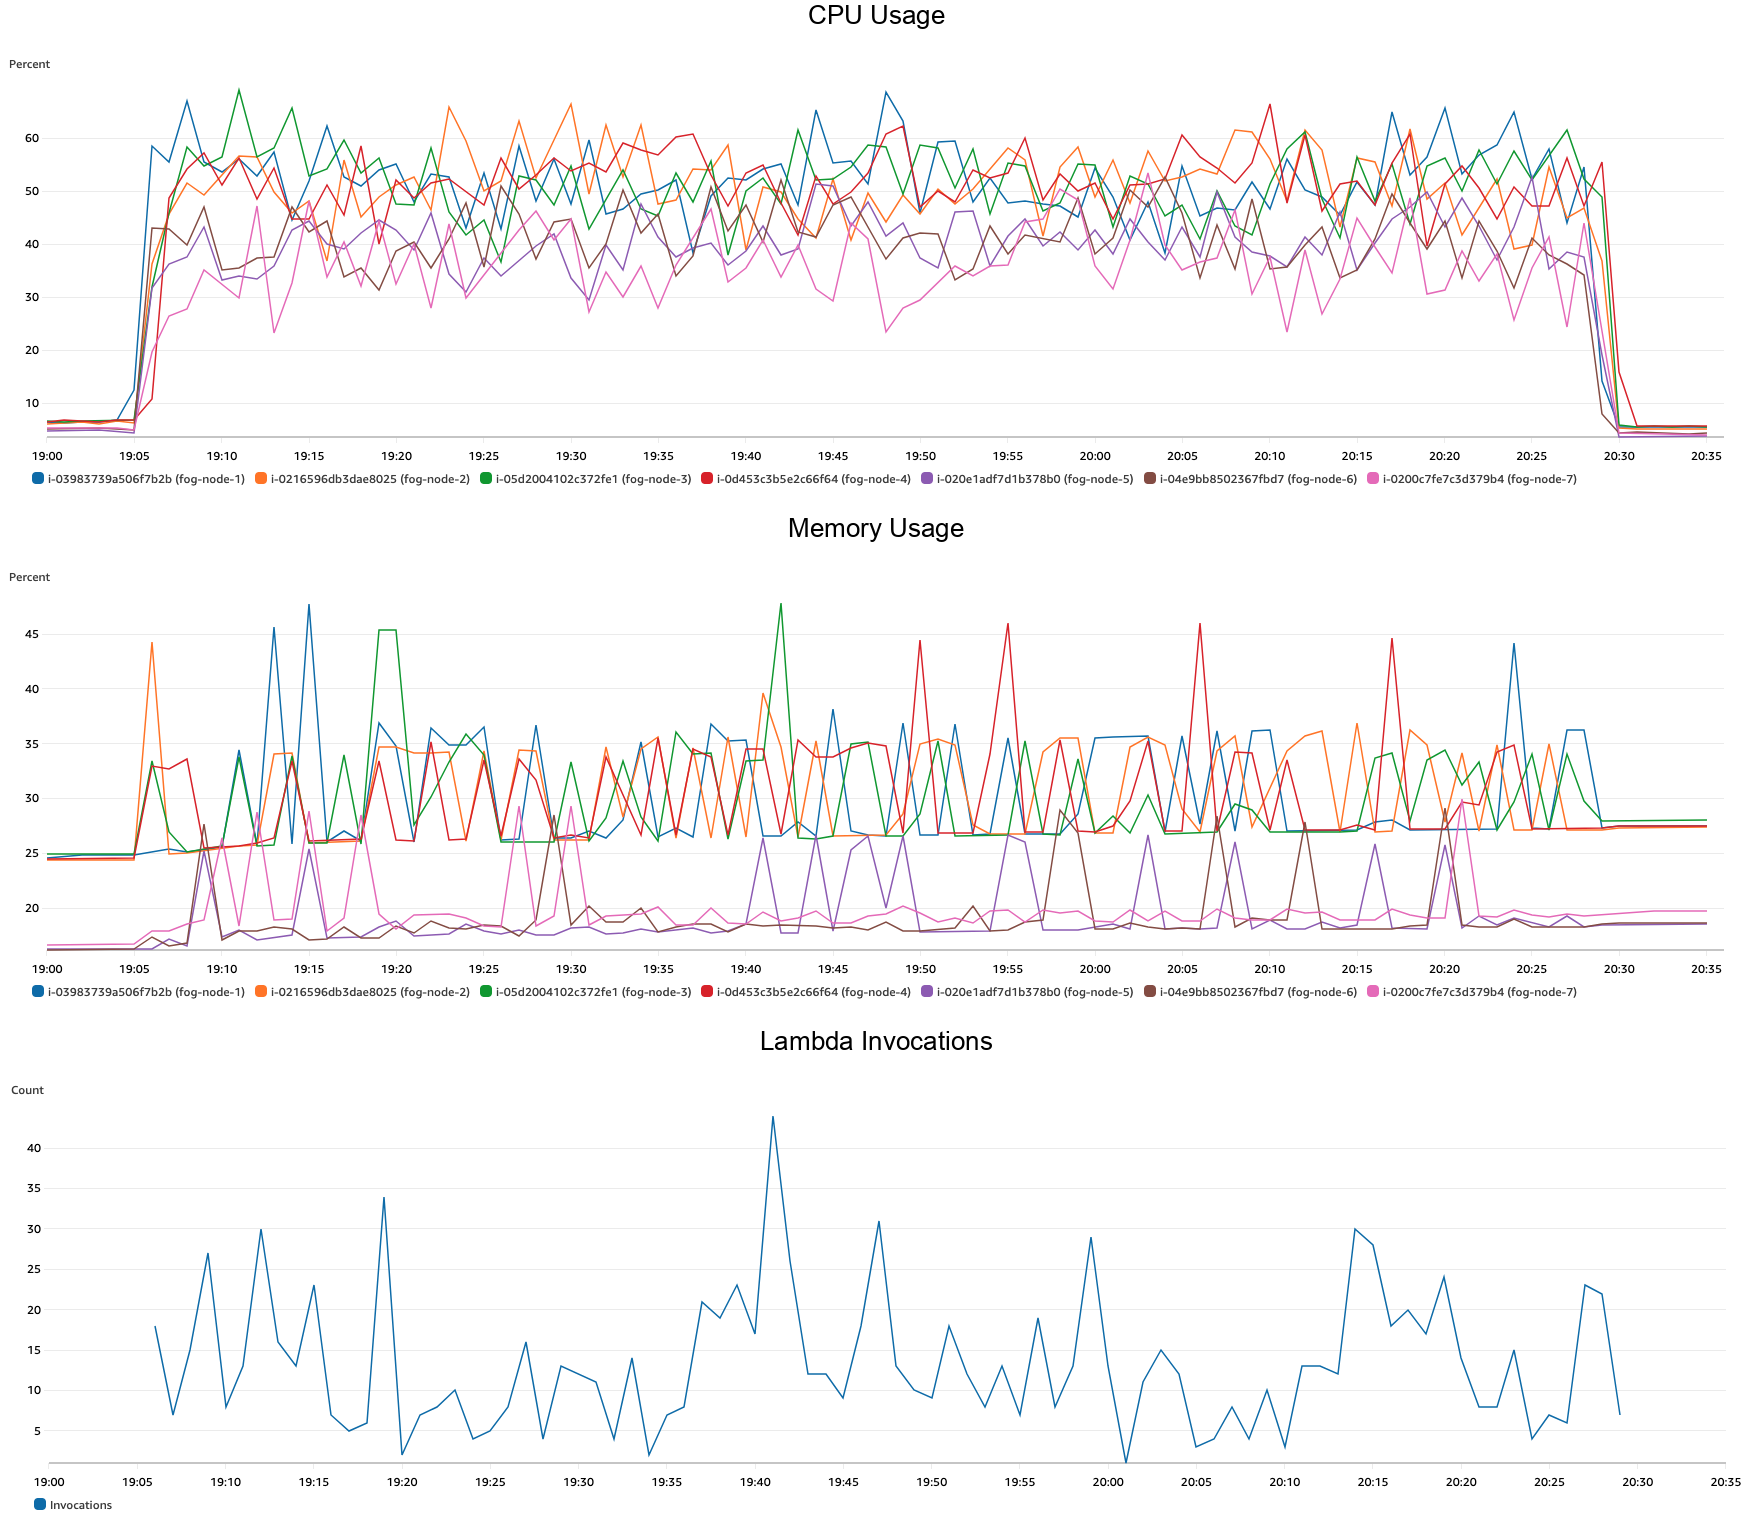 CPU Usage
Percent
60
50
40
30
20
10
19:00 19:05 19:10 19:15 19:20 19:25 19:30 19:35 19:40 19:45 19:50 19:55 20:00 20:05 20:10 20:15 20:20 20:25 20:30 20:35
i-03983739a506f7b2b (fog-node-1) i-0216596db3dae8025 (fog-node-2) i-05d2004102c372fe1 (fog-node-3) i-0d453c3b5e2c66f64 (fog-node-4) i-020e1adf7d1b378b0 (fog-node-5) i-04e9bb8502367fbd7 (fog-node-6) i-0200c7fe7c3d379b4 (fog-node-7)
Memory Usage
Percent
45
40
35
30
25
20
19:00 19:05 19:10 19:15 19:20 19:25 19:30 19:35 19:40 19:45 19:50 19:55 20:00 20:05 20:10 20:15 20:20 20:25 20:30 20:35
i-03983739a506f7b2b (fog-node-1) i-0216596db3dae8025 (fog-node-2) i-05d2004102c372fe1 (fog-node-3) i-0d453c3b5e2c66f64 (fog-node-4) i-020e1adf7d1b378b0 (fog-node-5) i-04e9bb8502367fbd7 (fog-node-6) i-0200c7fe7c3d379b4 (fog-node-7)
Lambda Invocations
Count
40
35
30
25
20
15
10
5
19:00 19:05 19:10 19:15 19:20 19:25 19:30 19:35 19:40 19:45 19:50 19:55 20:00 20:05 20:10 20:15 20:20 20:25 20:30 20:35
Invocations